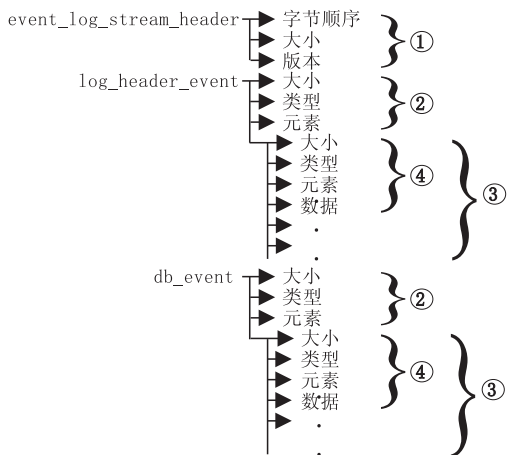 event_log_stream_header 字节顺序
大小
版本
①
log_header_event 大小
类型
元素
②
大小
类型
元素
数据
④
③
.
.
db_event 大小
类型
元素
②
大小
类型
元素
数据
④
③
.
.